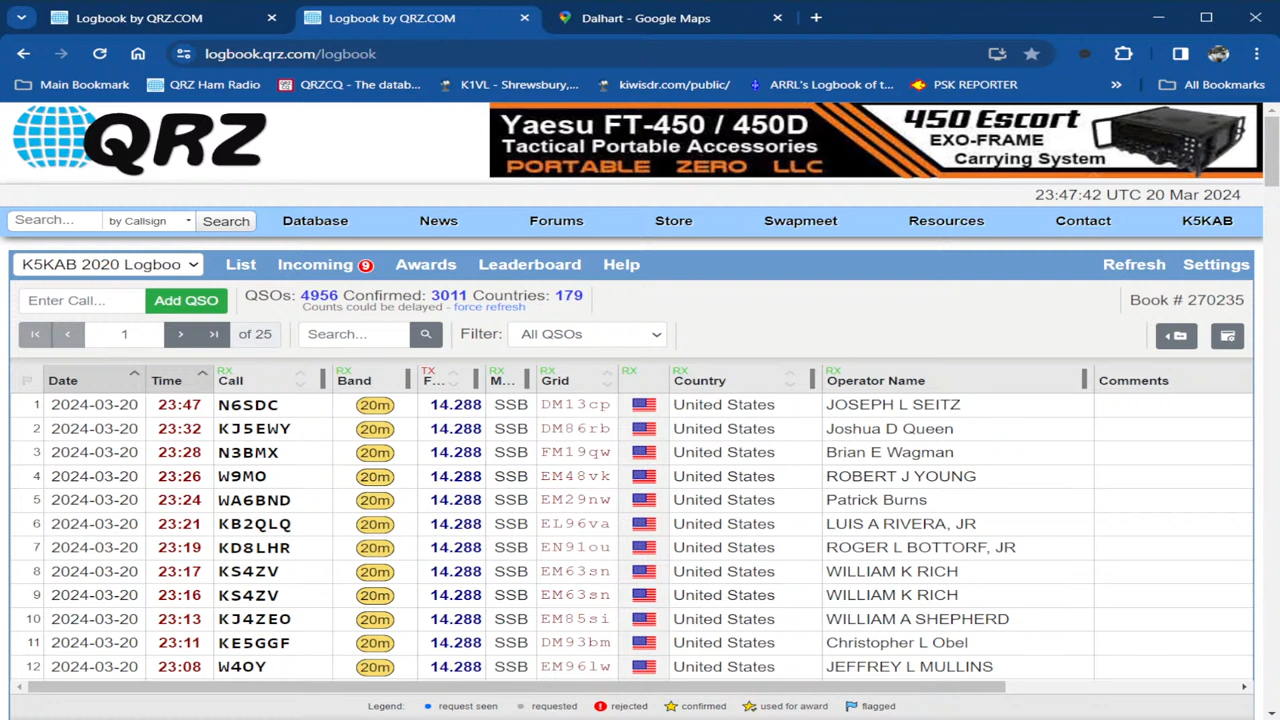 Logbook by QRZ.COM
Logbook by QRZ.COM
Dalhart - Google Maps
logbook.qrz.com/logbook
Main Bookmark
QRZ Ham Radio
QRZCQ - The datab...
K1VL - Shrewsbury,...
kiwisdr.com/public/
ARRL's Logbook of t...
PSK REPORTER
All Bookmarks
QRZ
Yaesu FT-450 / 450D
Tactical Portable Accessories
PORTABLE ZERO LLC
450 Escort
EXO-FRAME
Carrying System
23:47:42 UTC 20 Mar 2024
Search... by Callsign Search Database News Forums Store Swapmeet Resources Contact K5KAB
K5KAB 2020 Logboo List Incoming 9 Awards Leaderboard Help Refresh Settings
Enter Call... Add QSO QSOs: 4956 Confirmed: 3011 Countries: 179 Book # 270235
Counts could be delayed - force refresh
1 of 25 Search... Filter: All QSOs
RX RX TX RX RX RX RX RX
Date Time Call Band F... M... Grid Country Operator Name Comments
1 2024-03-20 23:47 N6SDC 20m 14.288 SSB DM13cp United States JOSEPH L SEITZ
2 2024-03-20 23:32 KJ5EWY 20m 14.288 SSB DM86rb United States Joshua D Queen
3 2024-03-20 23:28 N3BMX 20m 14.288 SSB FM19qw United States Brian E Wagman
4 2024-03-20 23:26 W9MO 20m 14.288 SSB EM48vk United States ROBERT J YOUNG
5 2024-03-20 23:24 WA6BND 20m 14.288 SSB EM29nw United States Patrick Burns
6 2024-03-20 23:21 KB2QLQ 20m 14.288 SSB EL96va United States LUIS A RIVERA, JR
7 2024-03-20 23:19 KD8LHR 20m 14.288 SSB EN91ou United States ROGER L BOTTORF, JR
8 2024-03-20 23:17 KS4ZV 20m 14.288 SSB EM63sn United States WILLIAM K RICH
9 2024-03-20 23:16 KS4ZV 20m 14.288 SSB EM63sn United States WILLIAM K RICH
10 2024-03-20 23:13 KJ4ZEO 20m 14.288 SSB EM85si United States WILLIAM A SHEPHERD
11 2024-03-20 23:11 KE5GGF 20m 14.288 SSB DM93bm United States Christopher L Obel
12 2024-03-20 23:08 W4OY 20m 14.288 SSB EM96lw United States JEFFREY L MULLINS
Legend: request seen requested rejected confirmed used for award flagged